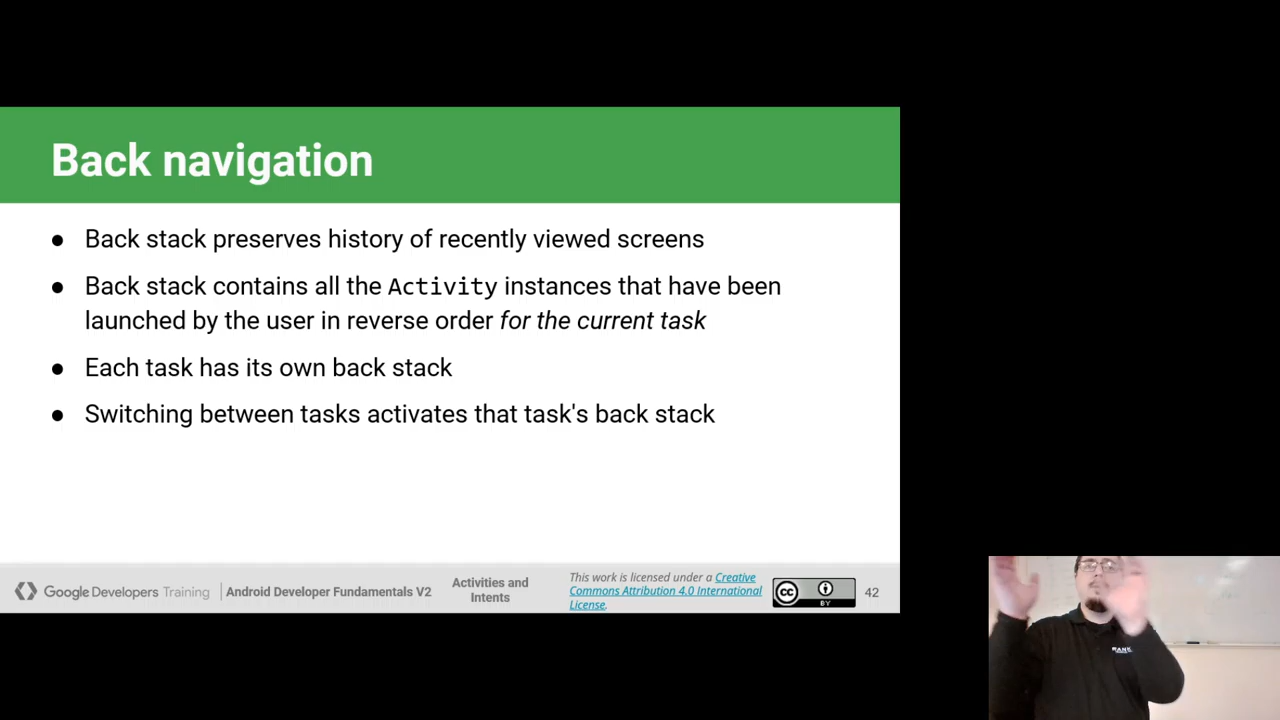 Back navigation
● Back stack preserves history of recently viewed screens
● Back stack contains all the Activity instances that have been
launched by the user in reverse order for the current task
● Each task has its own back stack
● Switching between tasks activates that task's back stack
Google Developers Training
Android Developer Fundamentals V2
Activities and
Intents
This work is licensed under a Creative
Commons Attribution 4.0 International
License.
cc
BY
42